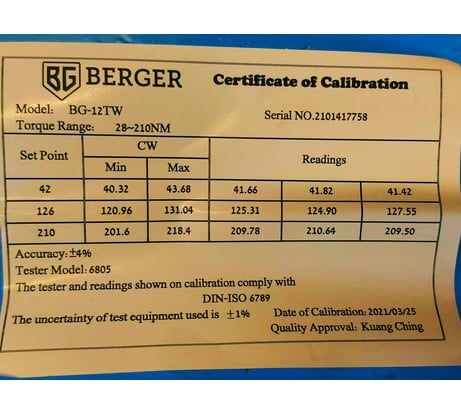 BG BERGER Certificate of Calibration
Model: BG-12TW Serial NO.2101417758
Torque Range: 28~210NM
Set Point CW Readings
Min Max
42 40.32 43.68 41.66 41.82 41.42
126 120.96 131.04 125.31 124.90 127.55
210 201.6 218.4 209.78 210.64 209.50
Accuracy:±4%
Tester Model: 6805
The tester and readings shown on calibration comply with
DIN-ISO 6789
The uncertainty of test equipment used is ±1% Date of Calibration: 2021/03/25
Quality Approval: Kuang Ching